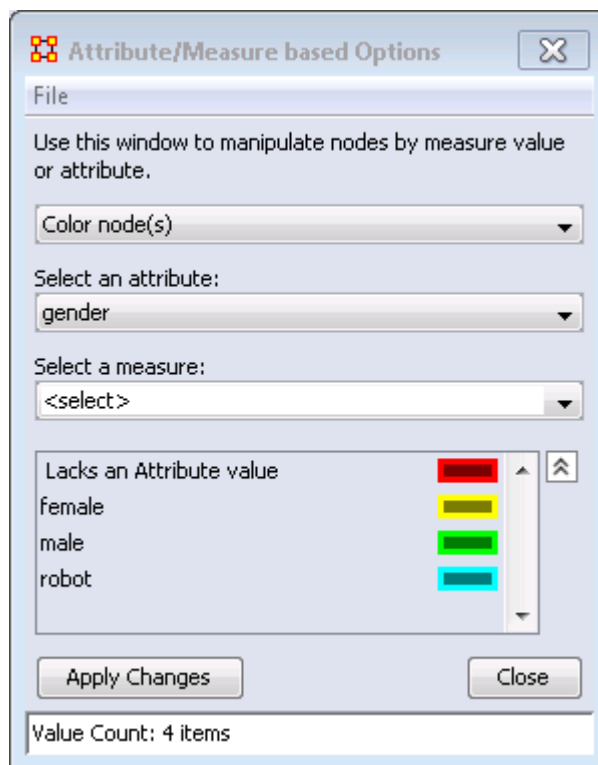 Attribute/Measure based Options
File
Use this window to manipulate nodes by measure value
or attribute.
Color node(s)
Select an attribute:
gender
Select a measure:
<select>
Lacks an Attribute value
female
male
robot
Apply Changes
Close
Value Count: 4 items